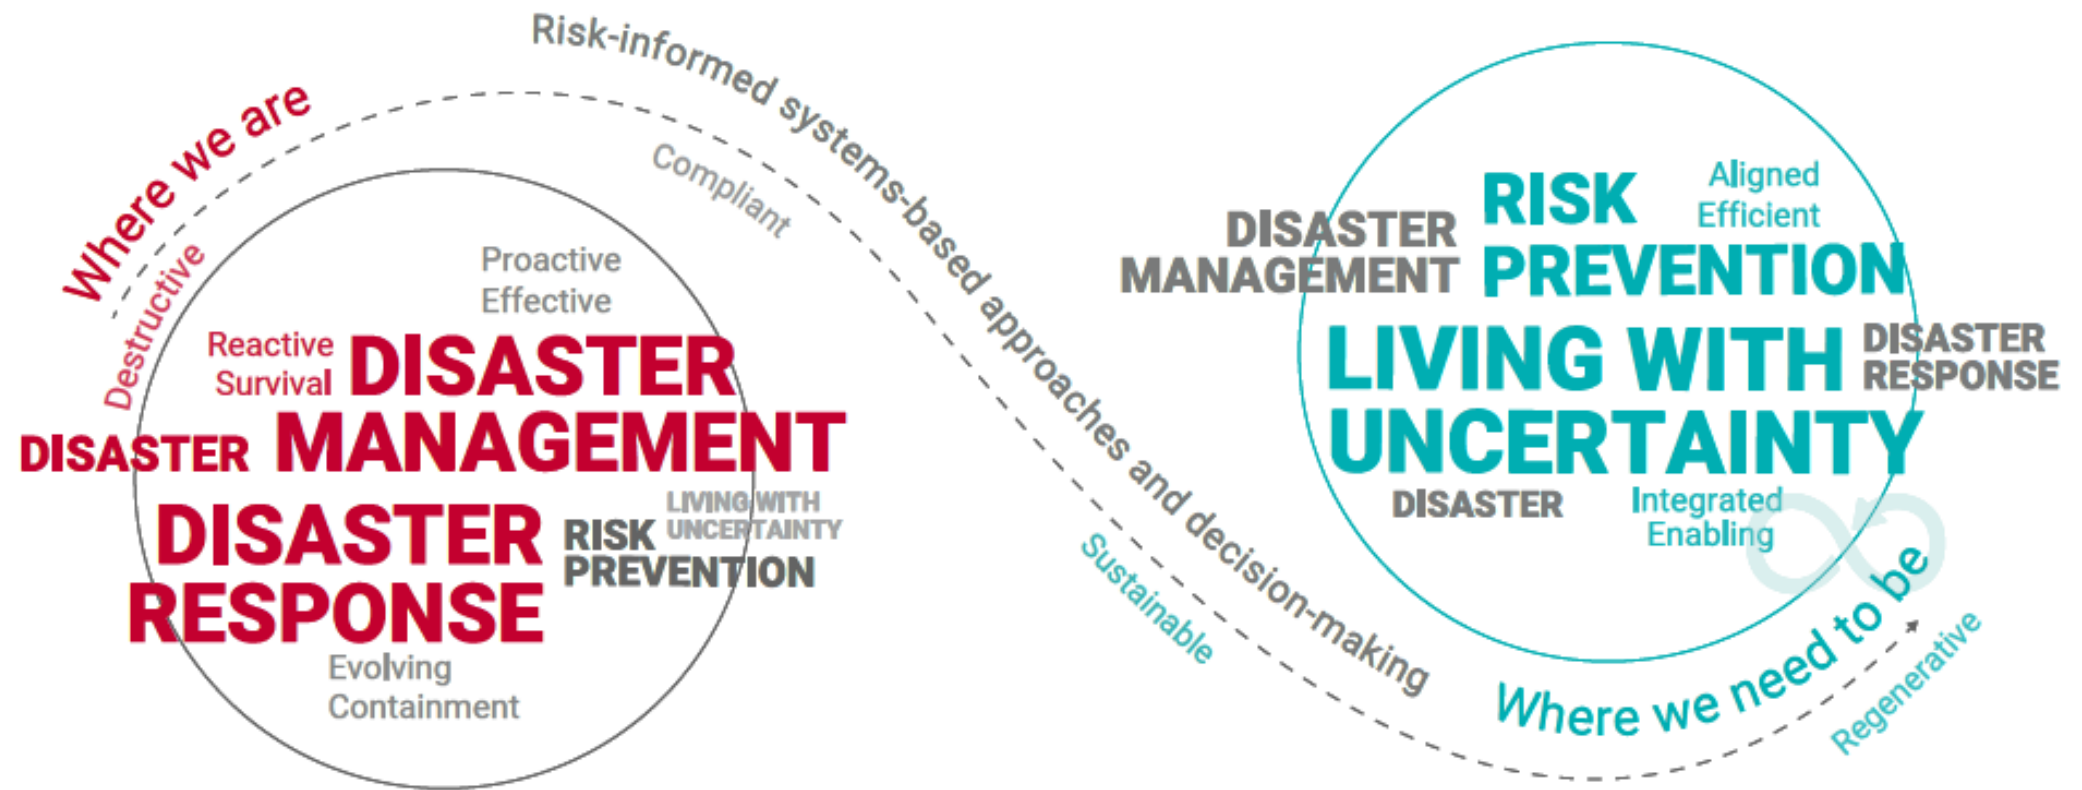 Where we are
Risk-informed systems-based approaches and decision-making
Destructive
Compliant
Proactive
Effective
Reactive
Survival
DISASTER
MANAGEMENT
DISASTER
DISASTER
RESPONSE
LIVING WITH
UNCERTAINTY
RISK
PREVENTION
Evolving
Containment
Sustainable
DISASTER
MANAGEMENT
RISK
PREVENTION
Aligned
Efficient
LIVING WITH
UNCERTAINTY
DISASTER
RESPONSE
DISASTER
Integrated
Enabling
Where we need to be
Regenerative